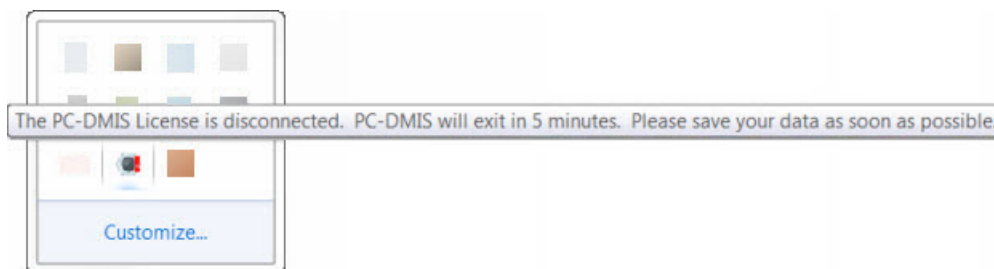 The PC-DMIS License is disconnected.  PC-DMIS will exit in 5 minutes.  Please save your data as soon as possible.
Customize...